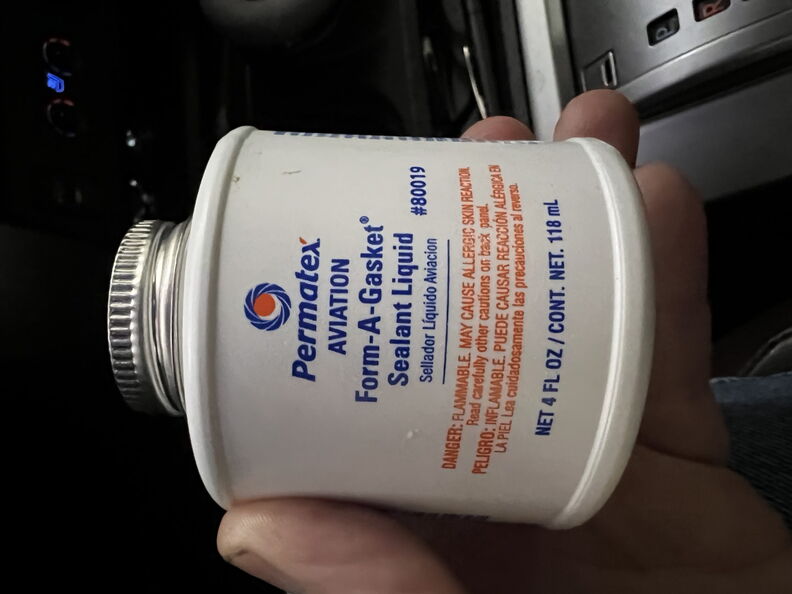 Permatex
AVIATION
Form-A-Gasket®
Sealant Liquid
Sellador Líquido Aviacion
#80019
DANGER: FLAMMABLE. MAY CAUSE ALLERGIC SKIN REACTION.
Read carefully other cautions on back panel.
PELIGRO: INFLAMABLE. PUEDE CAUSAR REACCIÓN ALÉRGICA EN
LA PIEL Lea cuidadosamente las precauciones al reverso.
NET 4 FL OZ / CONT. NET. 118 mL
P
R